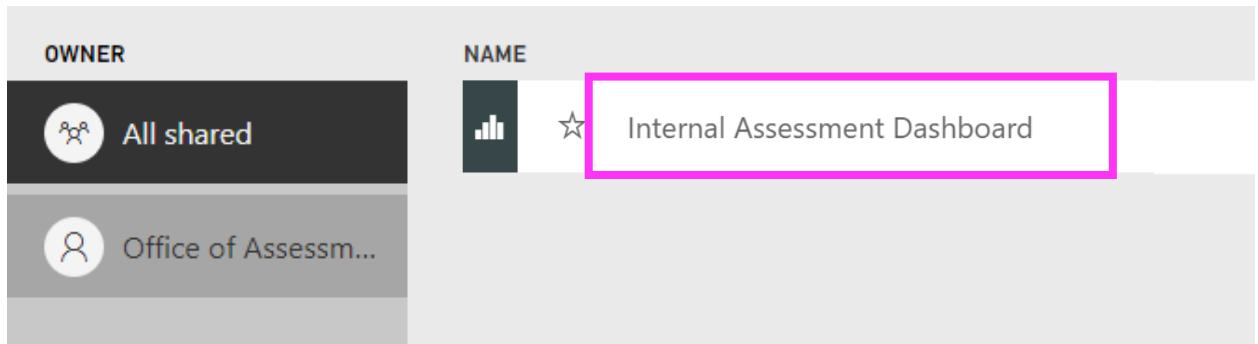 OWNER
All shared
Office of Assessm...
NAME
Internal Assessment Dashboard